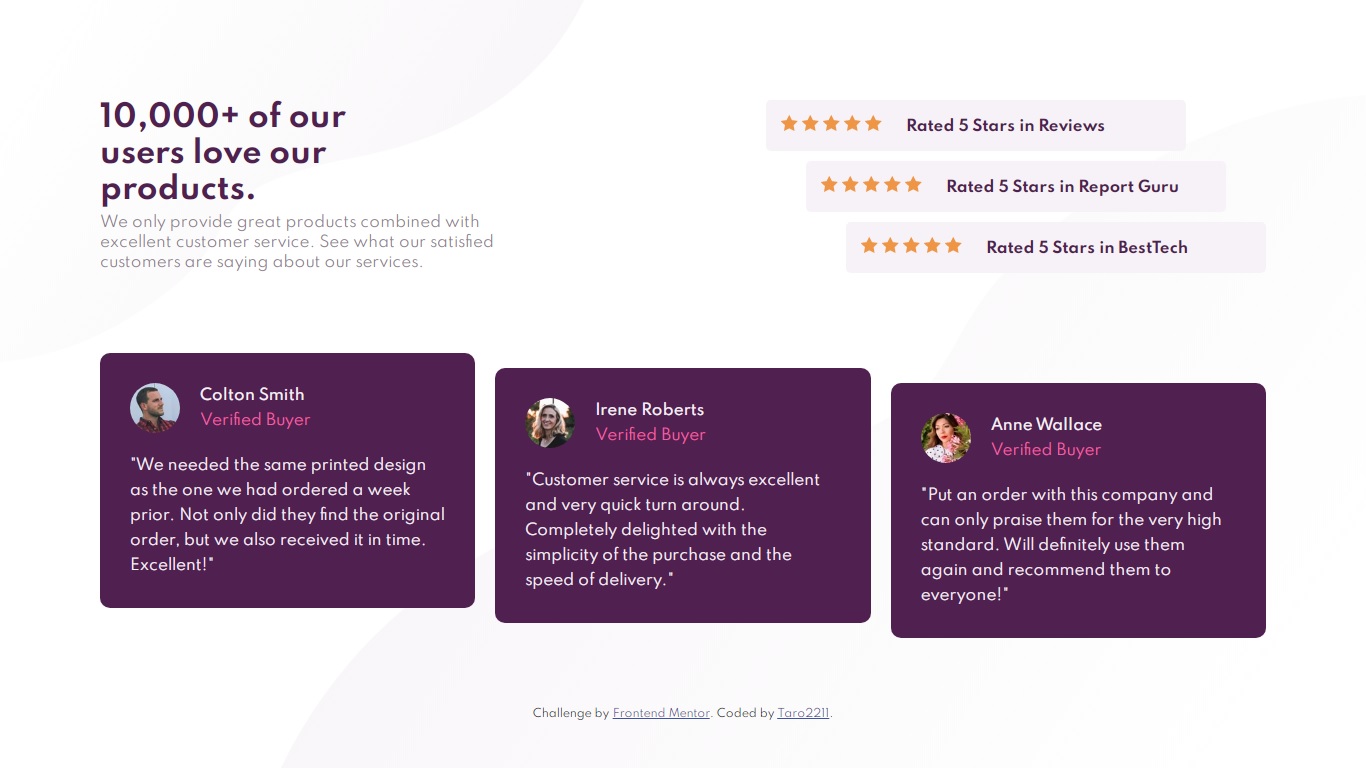 10,000+ of our
users love our
products.
We only provide great products combined with
excellent customer service. See what our satisfied
customers are saying about our services.
Rated 5 Stars in Reviews
Rated 5 Stars in Report Guru
Rated 5 Stars in BestTech
Colton Smith
Verified Buyer
"We needed the same printed design
as the one we had ordered a week
prior. Not only did they find the original
order, but we also received it in time.
Excellent!"
Irene Roberts
Verified Buyer
"Customer service is always excellent
and very quick turn around.
Completely delighted with the
simplicity of the purchase and the
speed of delivery."
Anne Wallace
Verified Buyer
"Put an order with this company and
can only praise them for the very high
standard. Will definitely use them
again and recommend them to
everyone!"
Challenge by Frontend Mentor. Coded by Taro2211.